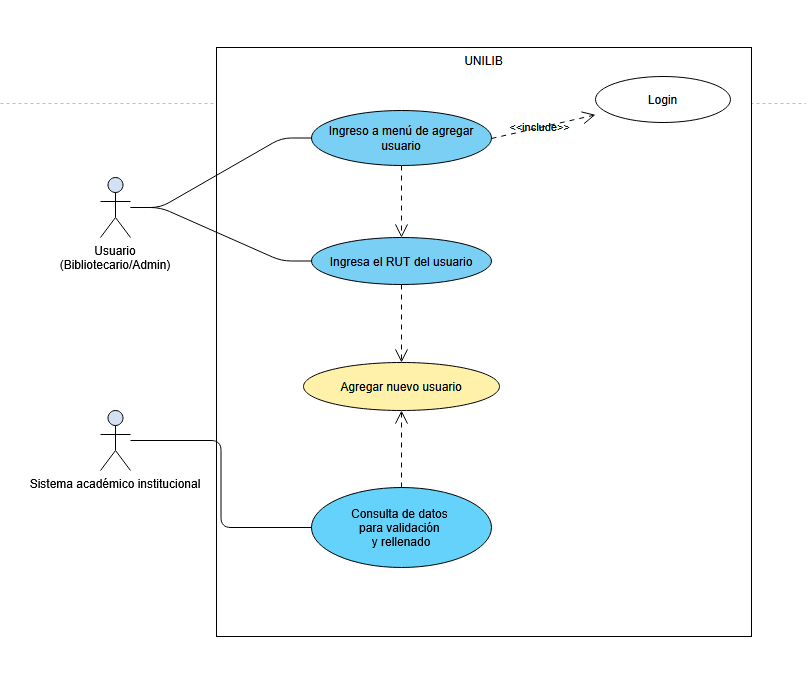 UNILIB
Login
Ingreso a menú de agregar
usuario
<<include>>
Usuario
(Bibliotecario/Admin)
Ingresa el RUT del usuario
Agregar nuevo usuario
Sistema académico institucional
Consulta de datos
para validación
y rellenado